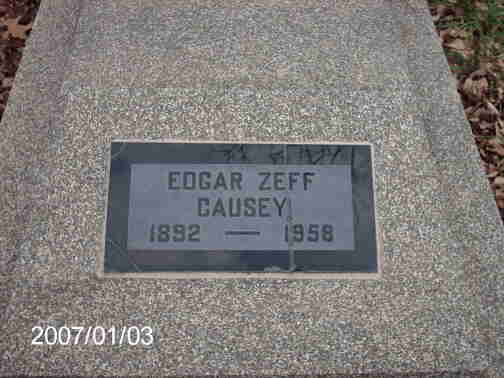 EDGAR ZEFF
CAUSEY
1892 — 1958
2007/01/03